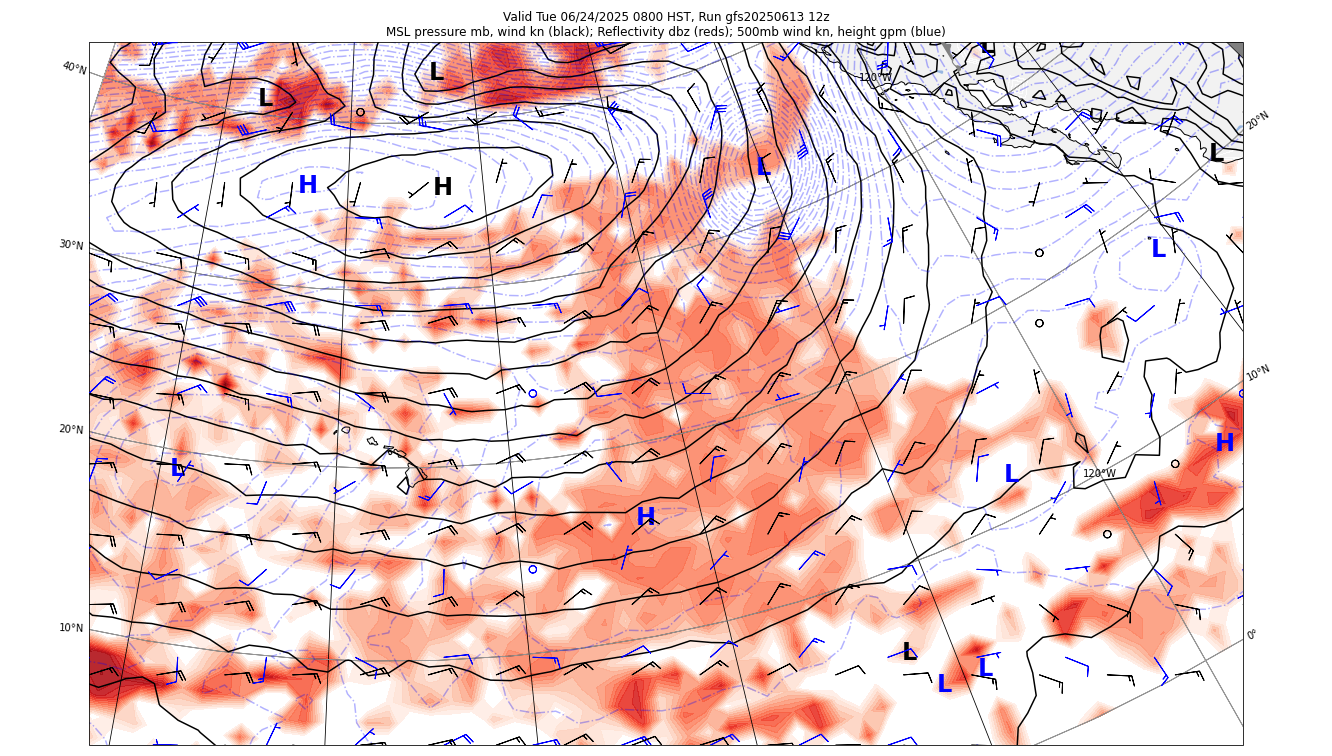 Valid Tue 06/24/2025 0800 HST, Run gfs20250613 12z
MSL pressure mb, wind kn (black); Reflectivity dbz (reds); 500mb wind kn, height gpm (blue)
L
40°N
L
120°W
L
20°N
L
L
H
H
30°N
L
10°N
20°N
H
L
L
120°W
H
10°N
0°
L
L
L